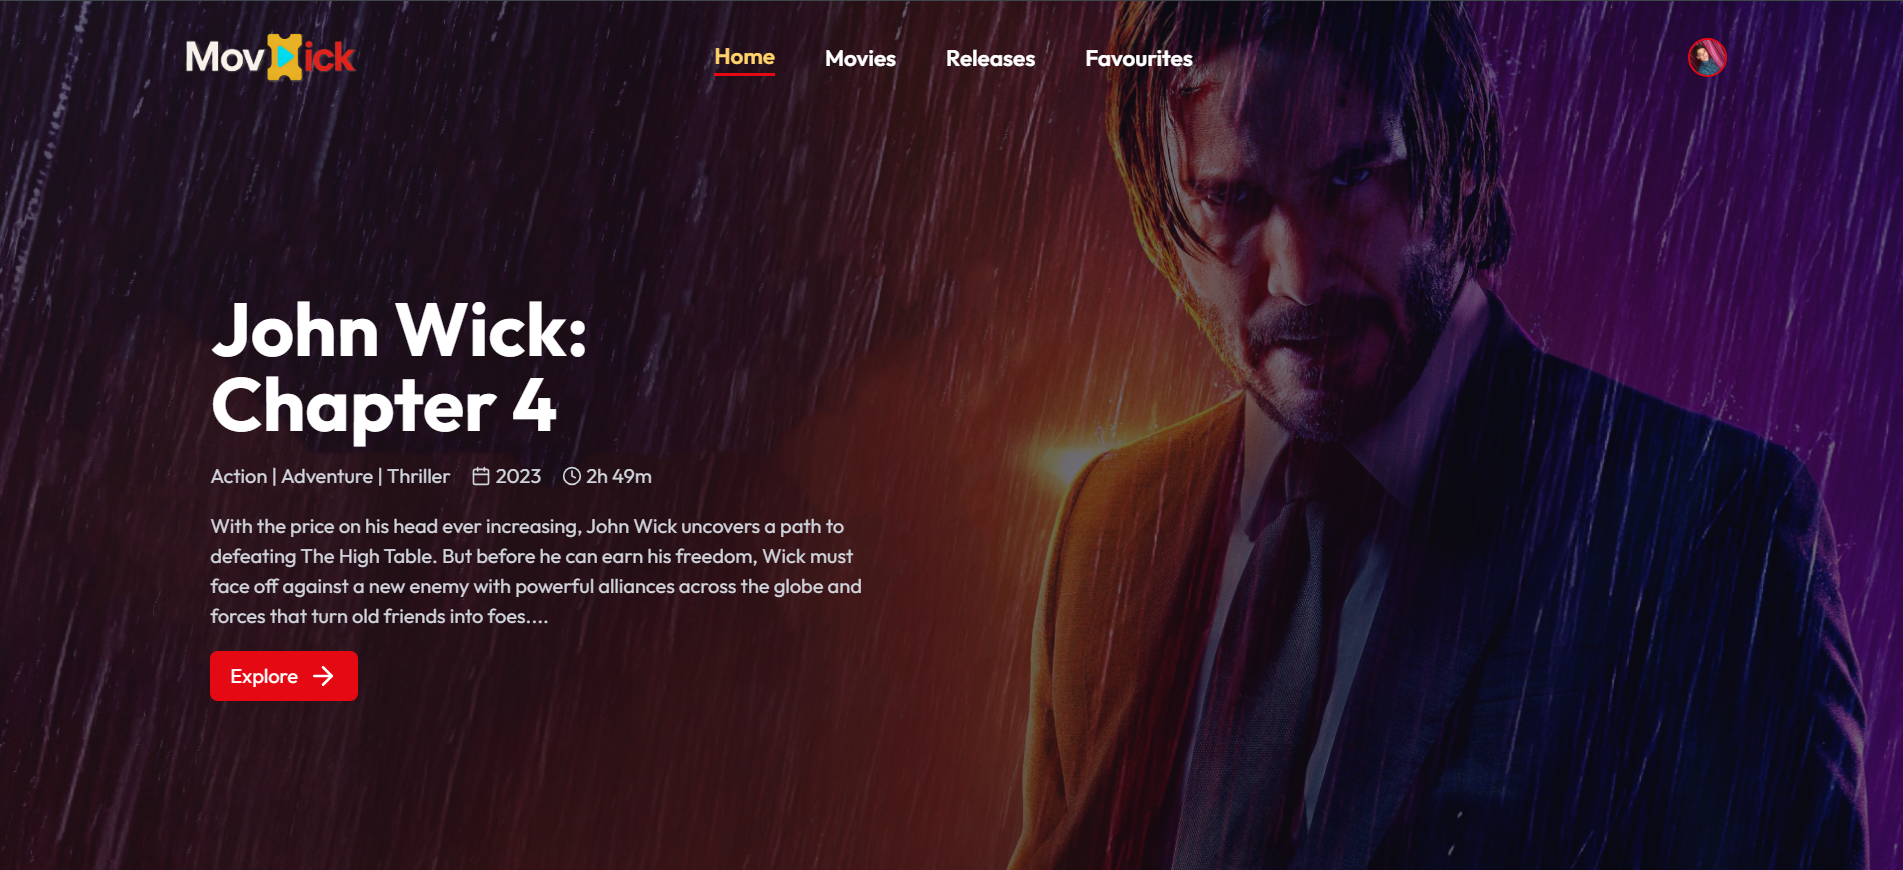 Movick
Home Movies Releases Favourites
John Wick:
Chapter 4
Action | Adventure | Thriller 2023 2h 49m
With the price on his head ever increasing, John Wick uncovers a path to
defeating The High Table. But before he can earn his freedom, Wick must
face off against a new enemy with powerful alliances across the globe and
forces that turn old friends into foes....
Explore